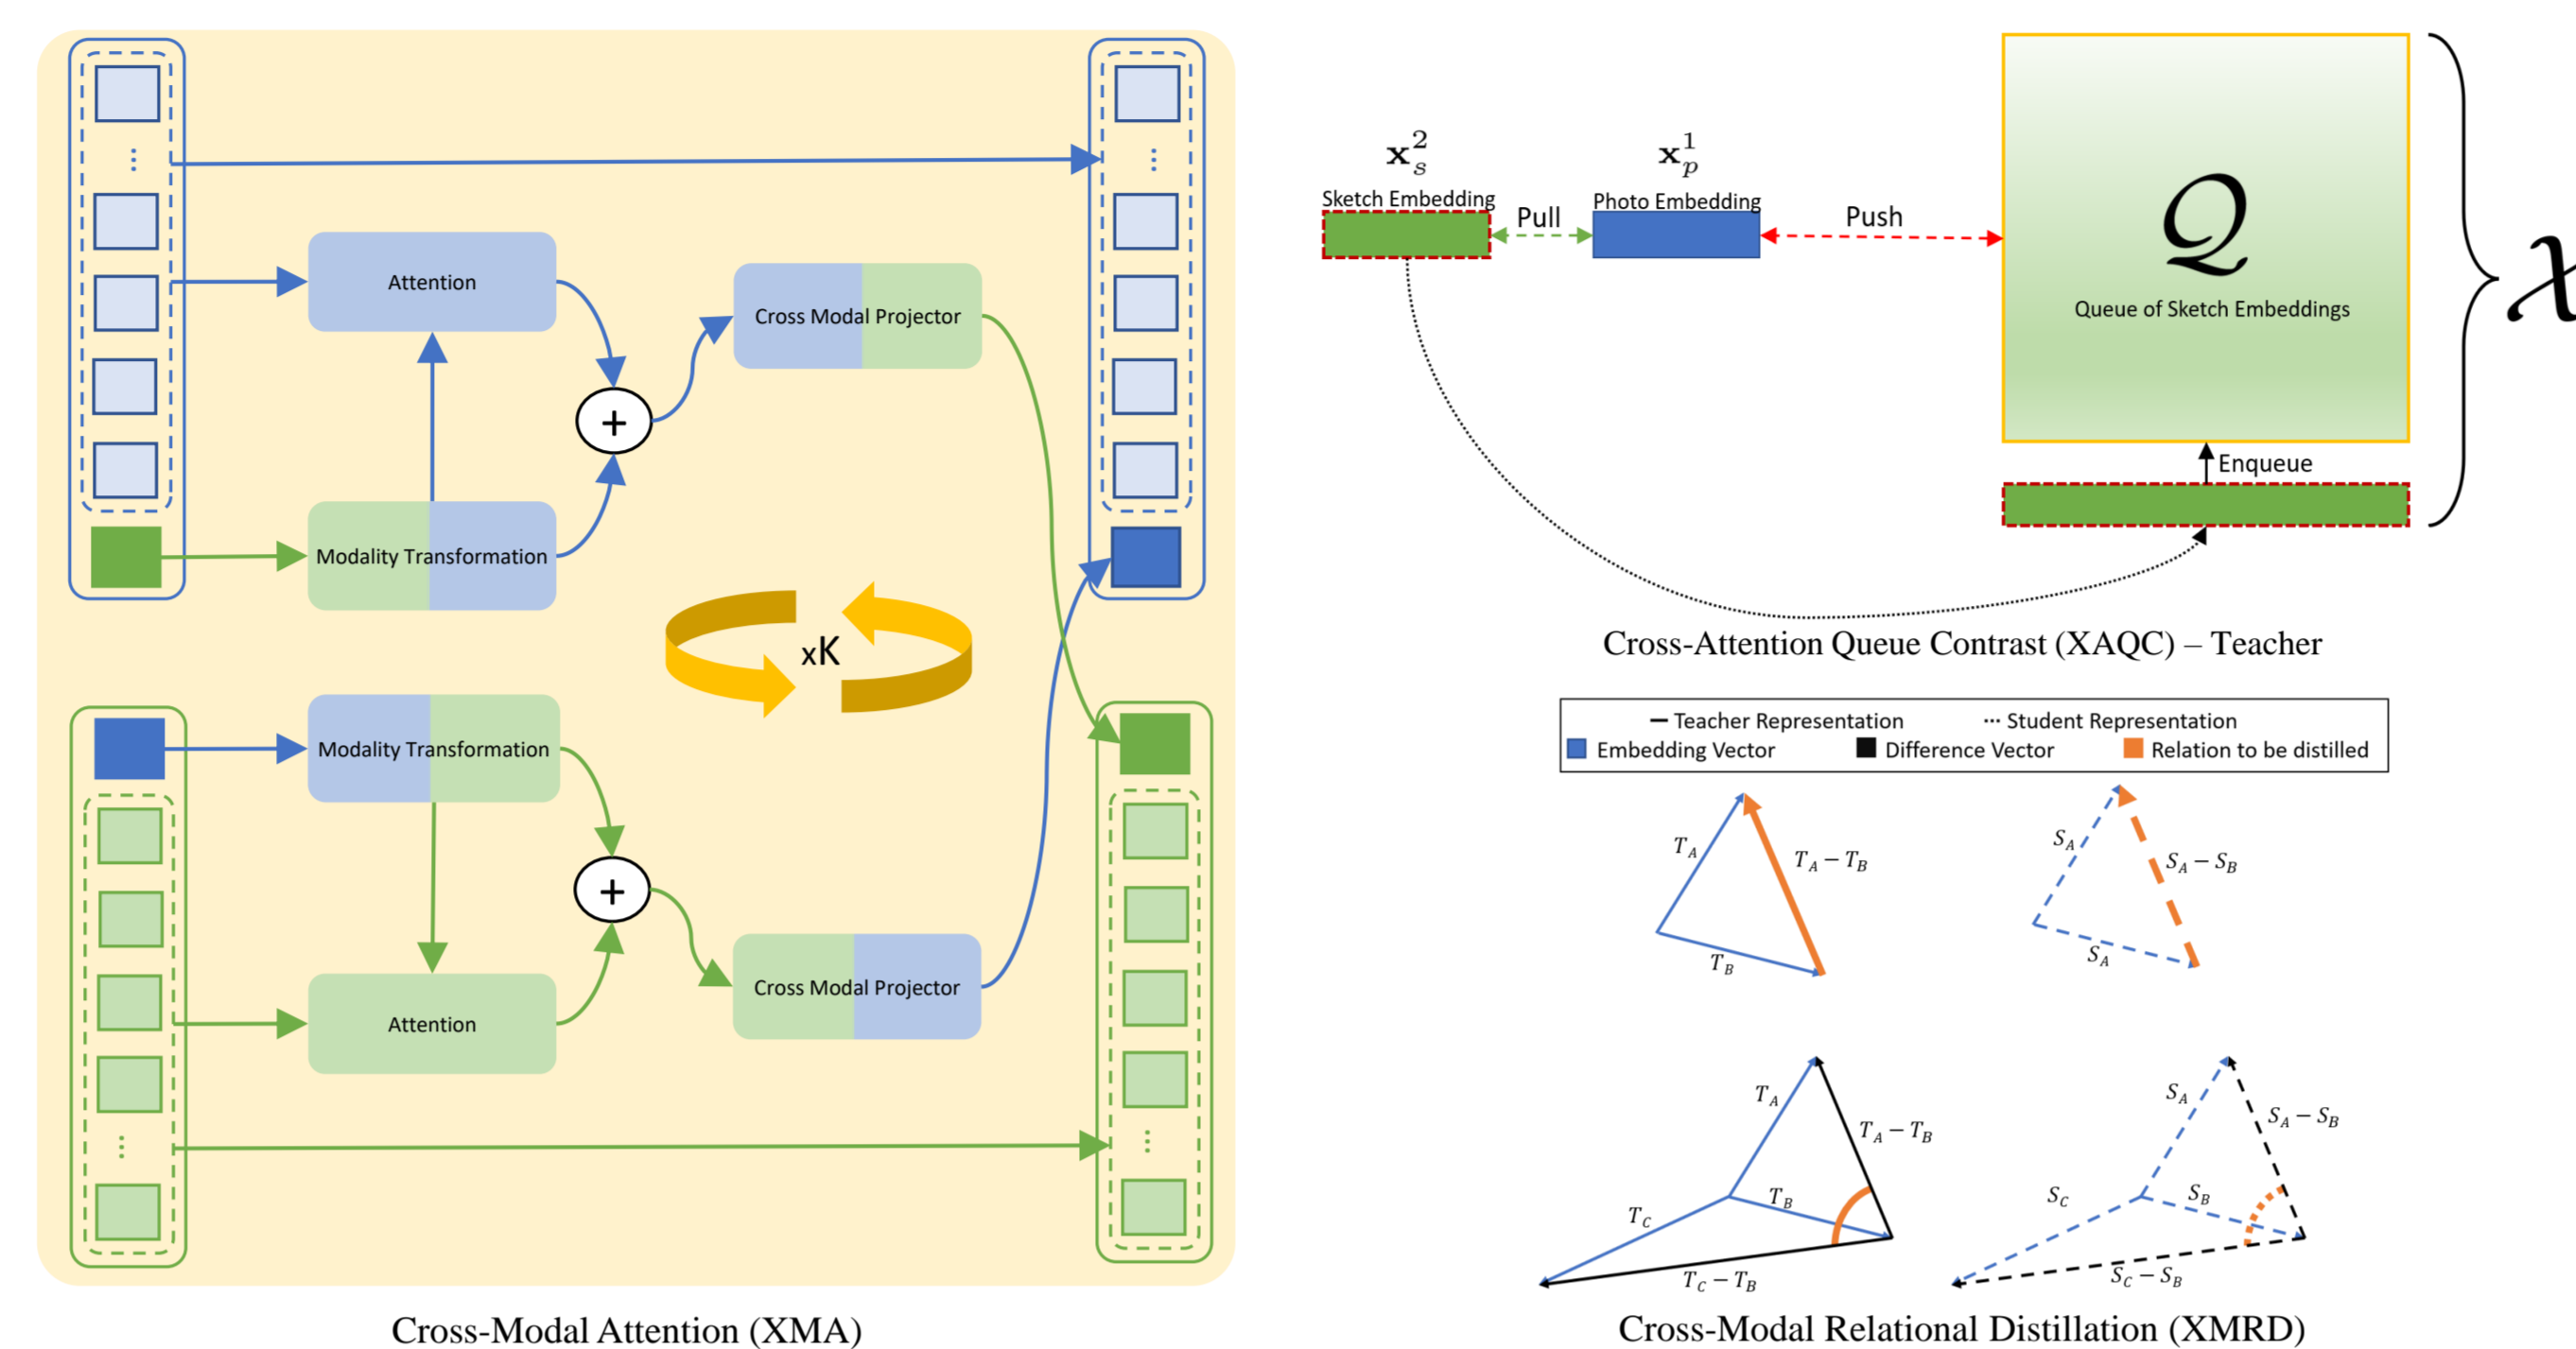 Attention
Cross Modal Projector
+
Modality Transformation
xK
Modality Transformation
+
Cross Modal Projector
Attention
Cross-Modal Attention (XMA)
𝐱_s^2
Sketch Embedding
Pull
𝐱_p^1
Photo Embedding
Push
𝒬
Queue of Sketch Embeddings
Enqueue
𝒳
Cross-Attention Queue Contrast (XAQC) – Teacher
Teacher Representation
Student Representation
Embedding Vector
Difference Vector
Relation to be distilled
T_A
T_A − T_B
T_B
S_A
S_A − S_B
S_A
T_A
T_A − T_B
T_B
T_C
T_C − T_B
S_A
S_A − S_B
S_B
S_C
S_C − S_B
Cross-Modal Relational Distillation (XMRD)